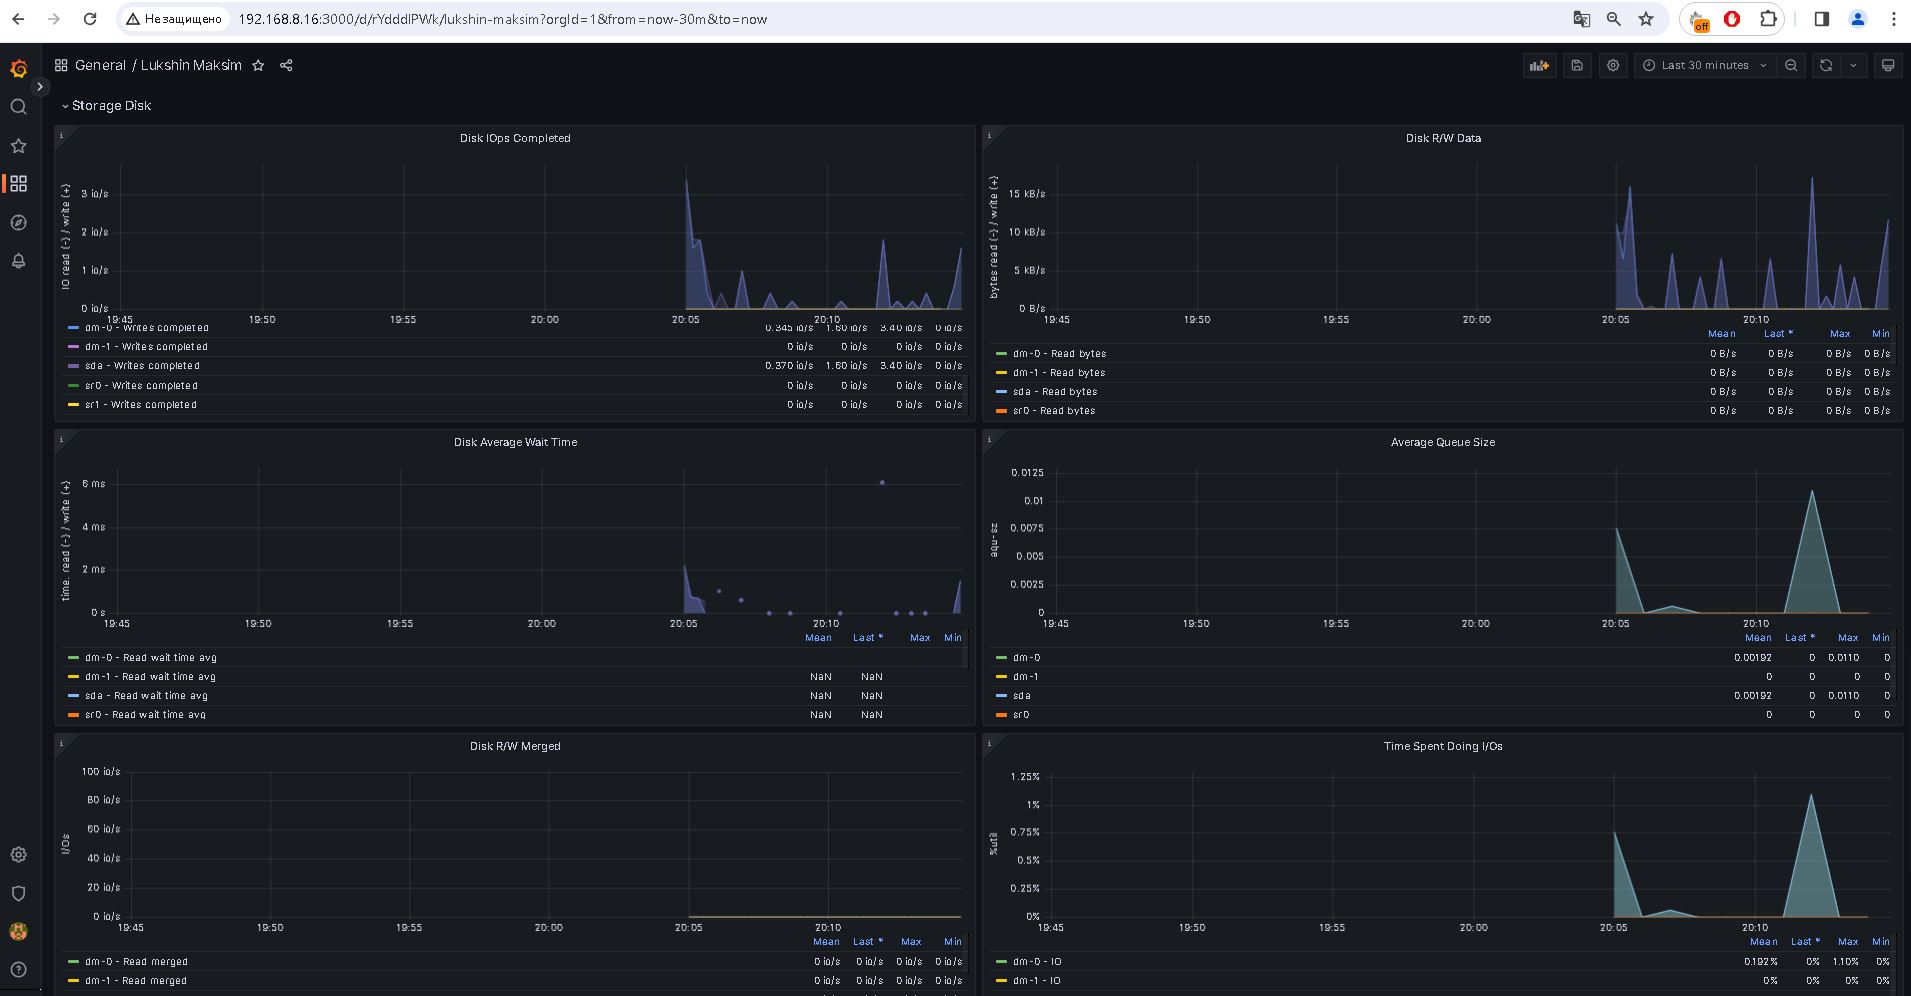 Не защищено 192.168.8.16:3000/d/rYdddlPWk/lukshin-maksim?orgId=1&from=now-30m&to=now
off
General / Lukshin Maksim
Last 30 minutes
Storage Disk
Disk IOps Completed
IO read (-) / write (+)
3 io/s
2 io/s
1 io/s
0 io/s
19:45 19:50 19:55 20:00 20:05 20:10
dm-0 - Writes completed 0.345 io/s 1.60 io/s 3.40 io/s 0 io/s
dm-1 - Writes completed 0 io/s 0 io/s 0 io/s 0 io/s
sda - Writes completed 0.370 io/s 1.60 io/s 3.40 io/s 0 io/s
sr0 - Writes completed 0 io/s 0 io/s 0 io/s 0 io/s
sr1 - Writes completed 0 io/s 0 io/s 0 io/s 0 io/s
Disk R/W Data
bytes read (-) / write (+)
15 kB/s
10 kB/s
5 kB/s
0 B/s
19:45 19:50 19:55 20:00 20:05 20:10
Mean Last * Max Min
dm-0 - Read bytes 0 B/s 0 B/s 0 B/s 0 B/s
dm-1 - Read bytes 0 B/s 0 B/s 0 B/s 0 B/s
sda - Read bytes 0 B/s 0 B/s 0 B/s 0 B/s
sr0 - Read bytes 0 B/s 0 B/s 0 B/s 0 B/s
Disk Average Wait Time
time. read (-) / write (+)
6 ms
4 ms
2 ms
0 s
19:45 19:50 19:55 20:00 20:05 20:10
Mean Last * Max Min
dm-0 - Read wait time avg
dm-1 - Read wait time avg NaN NaN
sda - Read wait time avg NaN NaN
sr0 - Read wait time avg NaN NaN
Average Queue Size
aqu-sz
0.0125
0.01
0.0075
0.005
0.0025
0
19:45 19:50 19:55 20:00 20:05 20:10
Mean Last * Max Min
dm-0 0.00192 0 0.0110 0
dm-1 0 0 0 0
sda 0.00192 0 0.0110 0
sr0 0 0 0 0
Disk R/W Merged
I/Os
100 io/s
80 io/s
60 io/s
40 io/s
20 io/s
0 io/s
19:45 19:50 19:55 20:00 20:05 20:10
Mean Last * Max Min
dm-0 - Read merged 0 io/s 0 io/s 0 io/s 0 io/s
dm-1 - Read merged 0 io/s 0 io/s 0 io/s 0 io/s
Time Spent Doing I/Os
%util
1.25%
1%
0.75%
0.5%
0.25%
0%
19:45 19:50 19:55 20:00 20:05 20:10
Mean Last * Max Min
dm-0 - IO 0.192% 0% 1.10% 0%
dm-1 - IO 0% 0% 0% 0%